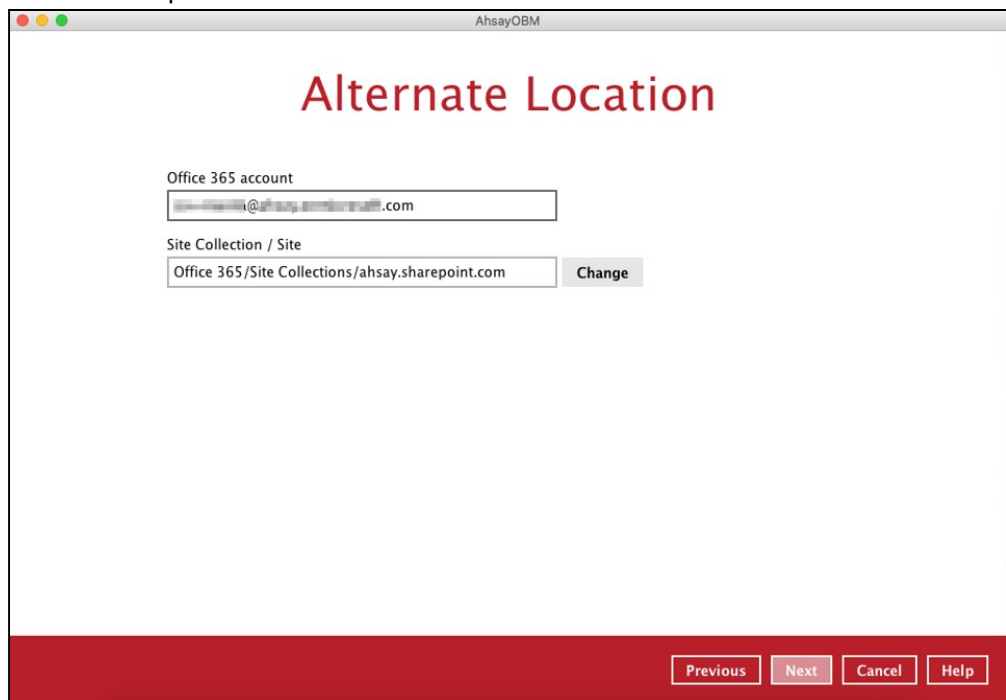 AhsayOBM
Alternate Location
Office 365 account
.com
Site Collection / Site
Office 365/Site Collections/ahsay.sharepoint.com
Change
Previous Next Cancel Help